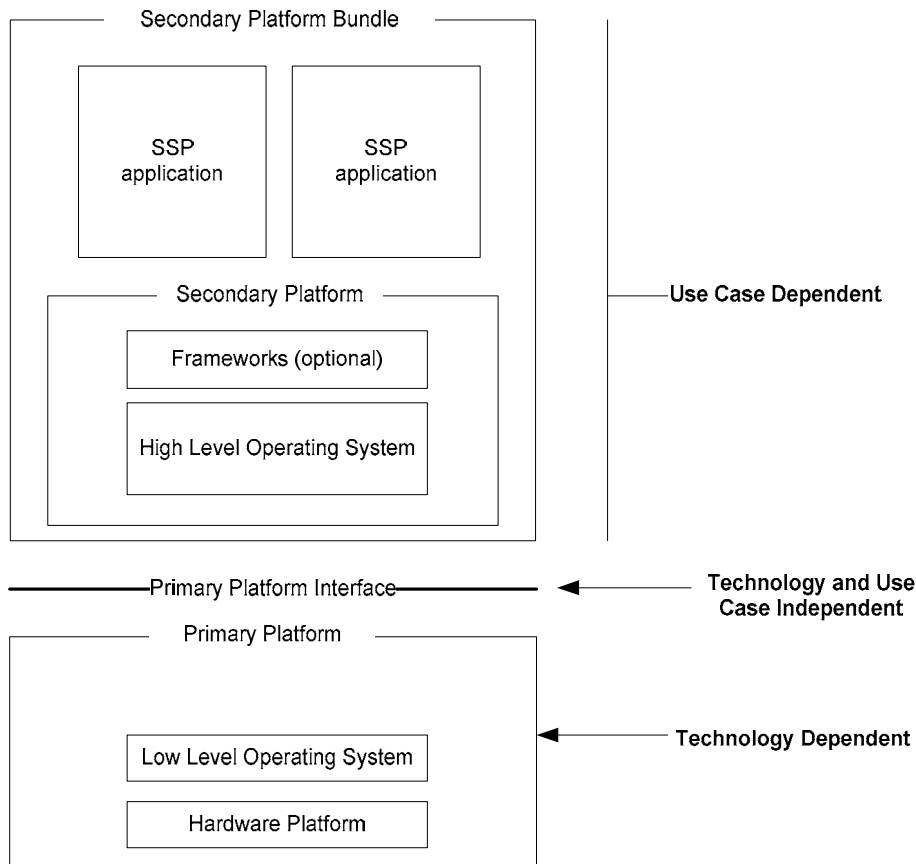 Secondary Platform Bundle
SSP
application
SSP
application
Secondary Platform
Use Case Dependent
Frameworks (optional)
High Level Operating System
Primary Platform Interface
Technology and Use
Case Independent
Primary Platform
Technology Dependent
Low Level Operating System
Hardware Platform